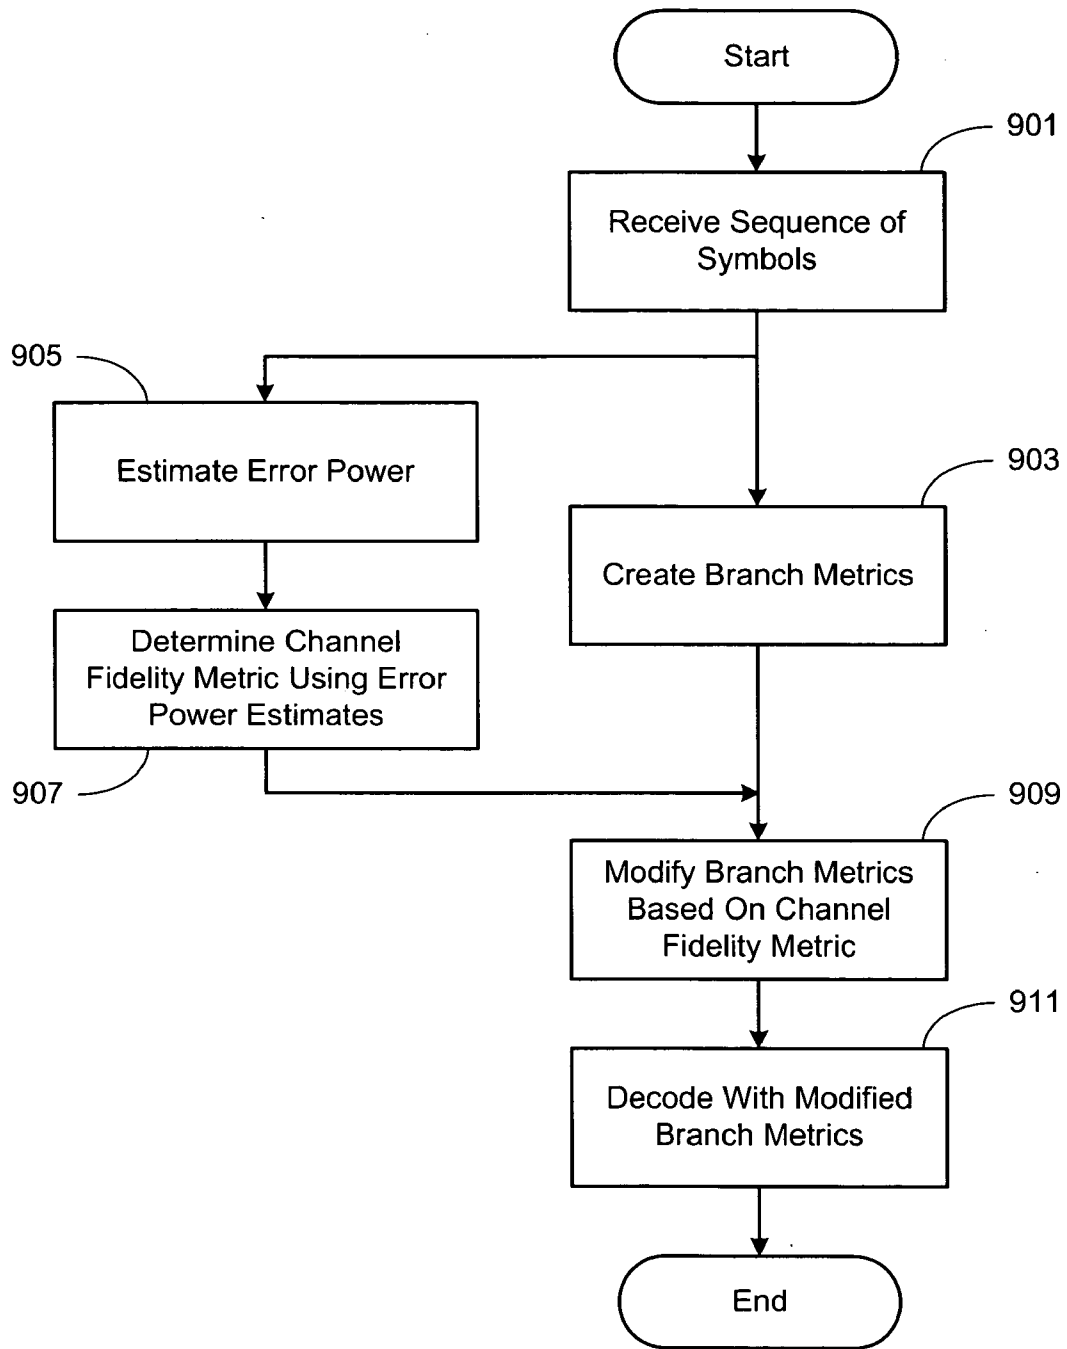 Start
901
Receive Sequence of
Symbols
905
Estimate Error Power
903
Create Branch Metrics
Determine Channel
Fidelity Metric Using Error
Power Estimates
907
909
Modify Branch Metrics
Based On Channel
Fidelity Metric
911
Decode With Modified
Branch Metrics
End